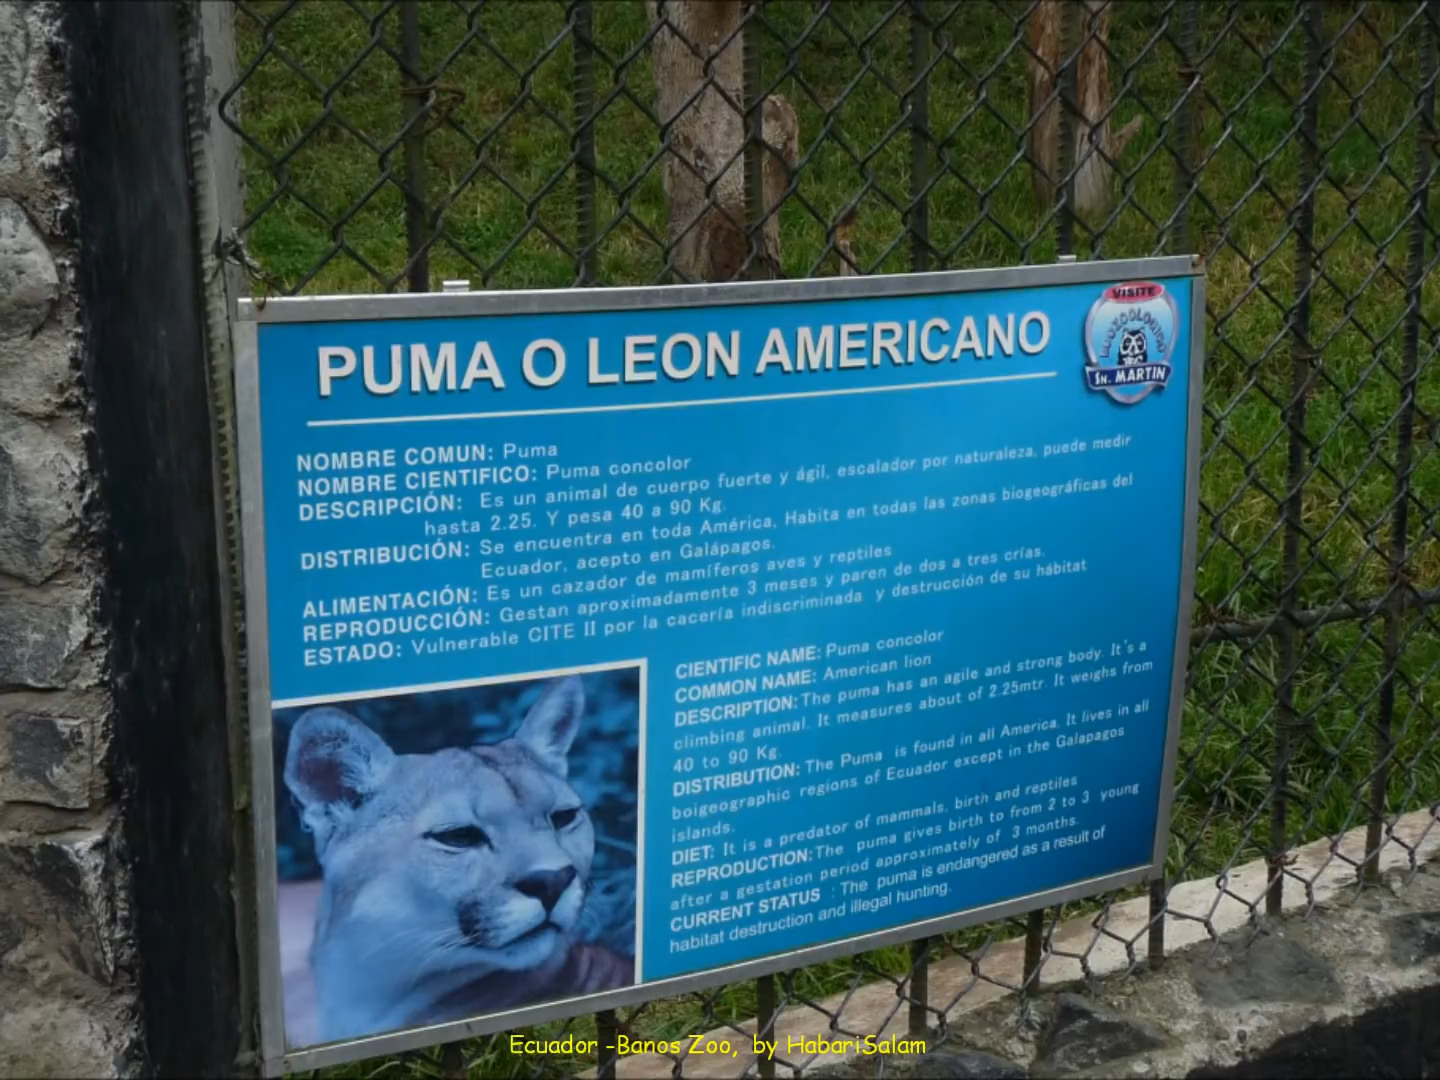 PUMA O LEON AMERICANO
VISITE
ECOZOOLOGICO
Sn. MARTIN
NOMBRE COMUN: Puma
NOMBRE CIENTIFICO: Puma concolor
DESCRIPCIÓN: Es un animal de cuerpo fuerte y ágil, escalador por naturaleza, puede medir
hasta 2.25. Y pesa 40 a 90 Kg.
DISTRIBUCIÓN: Se encuentra en toda América, Habita en todas las zonas biogeográficas del
Ecuador, acepto en Galápagos.
ALIMENTACIÓN: Es un cazador de mamíferos aves y reptiles
REPRODUCCIÓN: Gestan aproximadamente 3 meses y paren de dos a tres crías.
ESTADO: Vulnerable CITE II por la cacería indiscriminada y destrucción de su hábitat
CIENTIFIC NAME: Puma concolor
COMMON NAME: American lion
DESCRIPTION: The puma has an agile and strong body. It's a
climbing animal. It measures about of 2.25mtr. It weighs from
40 to 90 Kg.
DISTRIBUTION: The Puma is found in all America, It lives in all
boigeographic regions of Ecuador except in the Galapagos
islands.
DIET: It is a predator of mammals, birth and reptiles
REPRODUCTION: The puma gives birth to from 2 to 3 young
after a gestation period approximately of 3 months.
CURRENT STATUS : The puma is endangered as a result of
habitat destruction and illegal hunting.
Ecuador -Banos Zoo, by HabariSalam